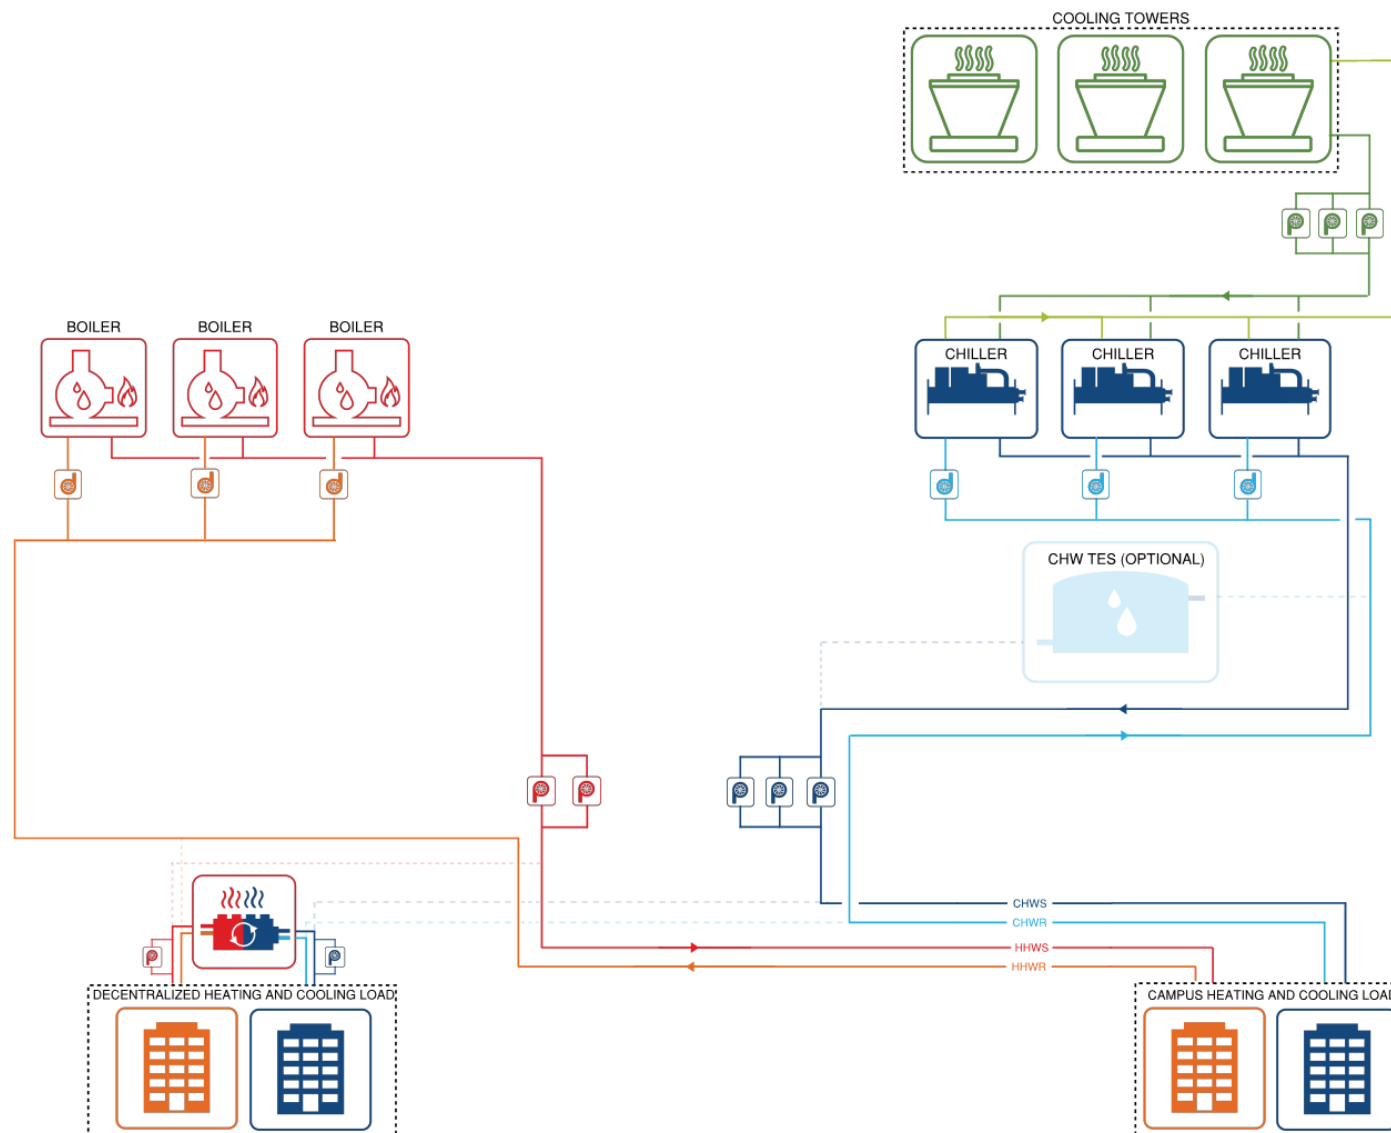 COOLING TOWERS
BOILER
BOILER
BOILER
CHILLER
CHILLER
CHILLER
CHW TES (OPTIONAL)
CHWS
CHWR
HHWS
HHWR
DECENTRALIZED HEATING AND COOLING LOAD
CAMPUS HEATING AND COOLING LOAD